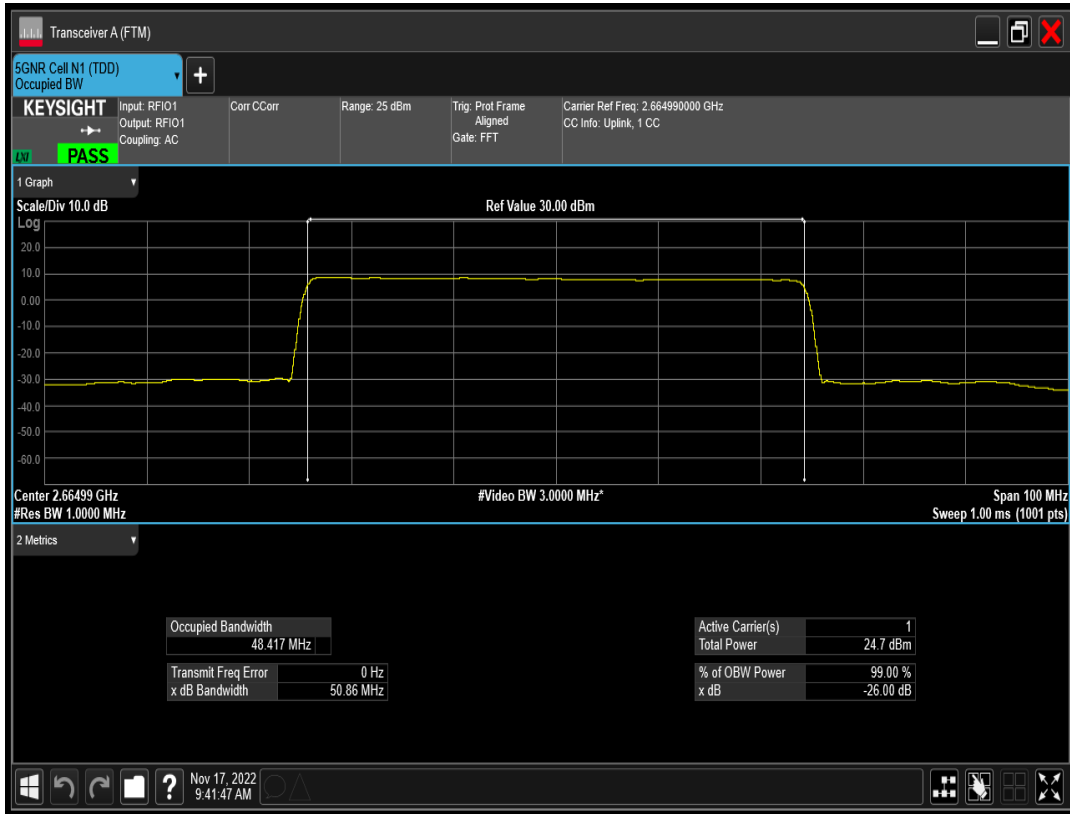 Transceiver A (FTM)
5GNR Cell N1 (TDD)
Occupied BW
+
KEYSIGHT
LXI
PASS
Input: RFIO1
Output: RFIO1
Coupling: AC
Corr CCorr
Range: 25 dBm
Trig: Prot Frame
Aligned
Gate: FFT
Carrier Ref Freq: 2.664990000 GHz
CC Info: Uplink, 1 CC
1 Graph
Scale/Div 10.0 dB
Ref Value 30.00 dBm
Log
20.0
10.0
0.00
-10.0
-20.0
-30.0
-40.0
-50.0
-60.0
Center 2.66499 GHz
#Video BW 3.0000 MHz*
Span 100 MHz
#Res BW 1.0000 MHz
Sweep 1.00 ms (1001 pts)
2 Metrics
Occupied Bandwidth
48.417 MHz
Transmit Freq Error 0 Hz
x dB Bandwidth 50.86 MHz
Active Carrier(s) 1
Total Power 24.7 dBm
% of OBW Power 99.00 %
x dB -26.00 dB
?
Nov 17, 2022
9:41:47 AM